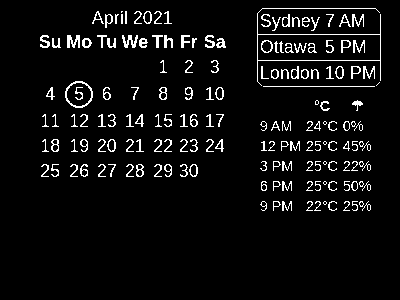 April 2021
Su Mo Tu We Th Fr Sa
1 2 3
4 5 6 7 8 9 10
11 12 13 14 15 16 17
18 19 20 21 22 23 24
25 26 27 28 29 30
Sydney 7 AM
Ottawa 5 PM
London 10 PM
°C
9 AM 24°C 0%
12 PM 25°C 45%
3 PM 25°C 22%
6 PM 25°C 50%
9 PM 22°C 25%